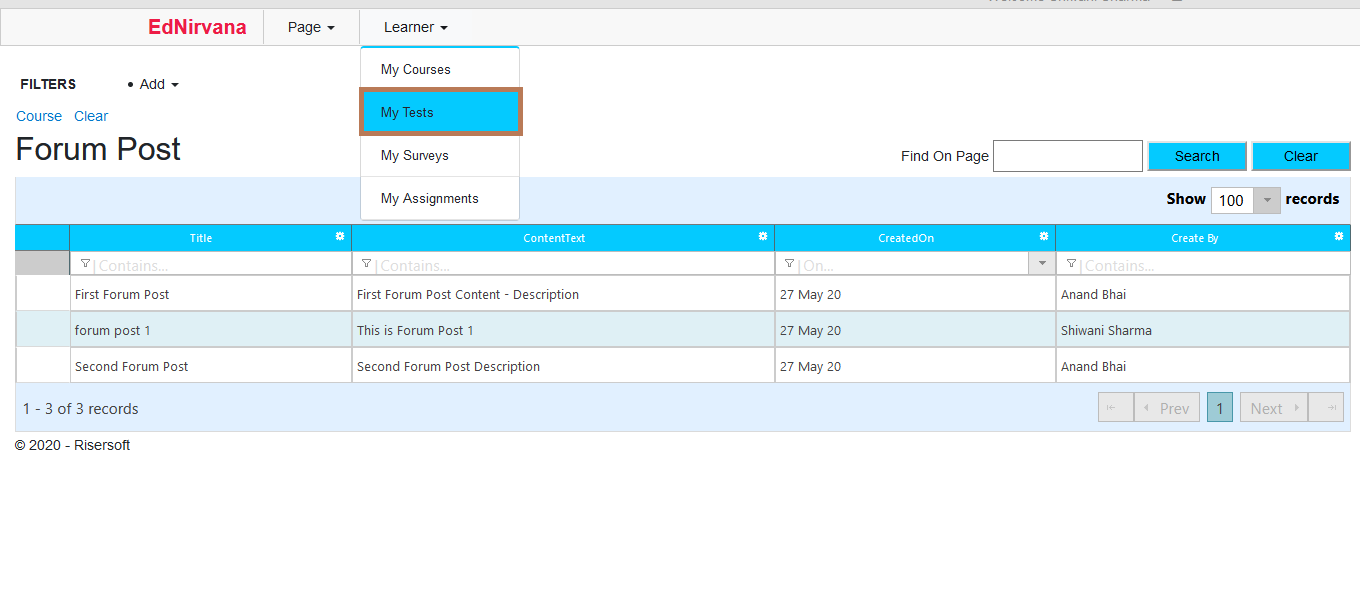 EdNirvana Page Learner
My Courses
FILTERS • Add
My Tests
Course Clear
Forum Post
My Surveys
Find On Page Search Clear
My Assignments
Show 100 records
Title ContentText CreatedOn Create By
Contains... Contains... On... Contains...
First Forum Post First Forum Post Content - Description 27 May 20 Anand Bhai
forum post 1 This is Forum Post 1 27 May 20 Shiwani Sharma
Second Forum Post Second Forum Post Description 27 May 20 Anand Bhai
1 - 3 of 3 records Prev 1 Next
© 2020 - Risersoft